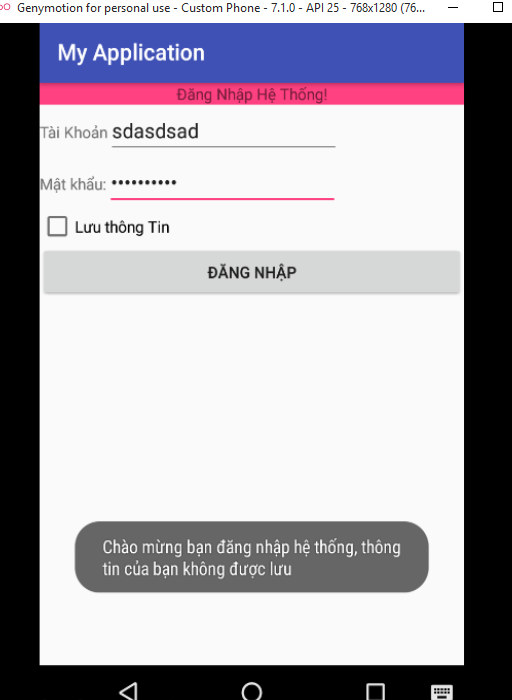 Genymotion for personal use - Custom Phone - 7.1.0 - API 25 - 768x1280 (76...
My Application
Đăng Nhập Hệ Thống!
Tài Khoản sdasdsad
Mật khẩu: ••••••••••
Lưu thông Tin
ĐĂNG NHẬP
Chào mừng bạn đăng nhập hệ thống, thông
tin của bạn không được lưu